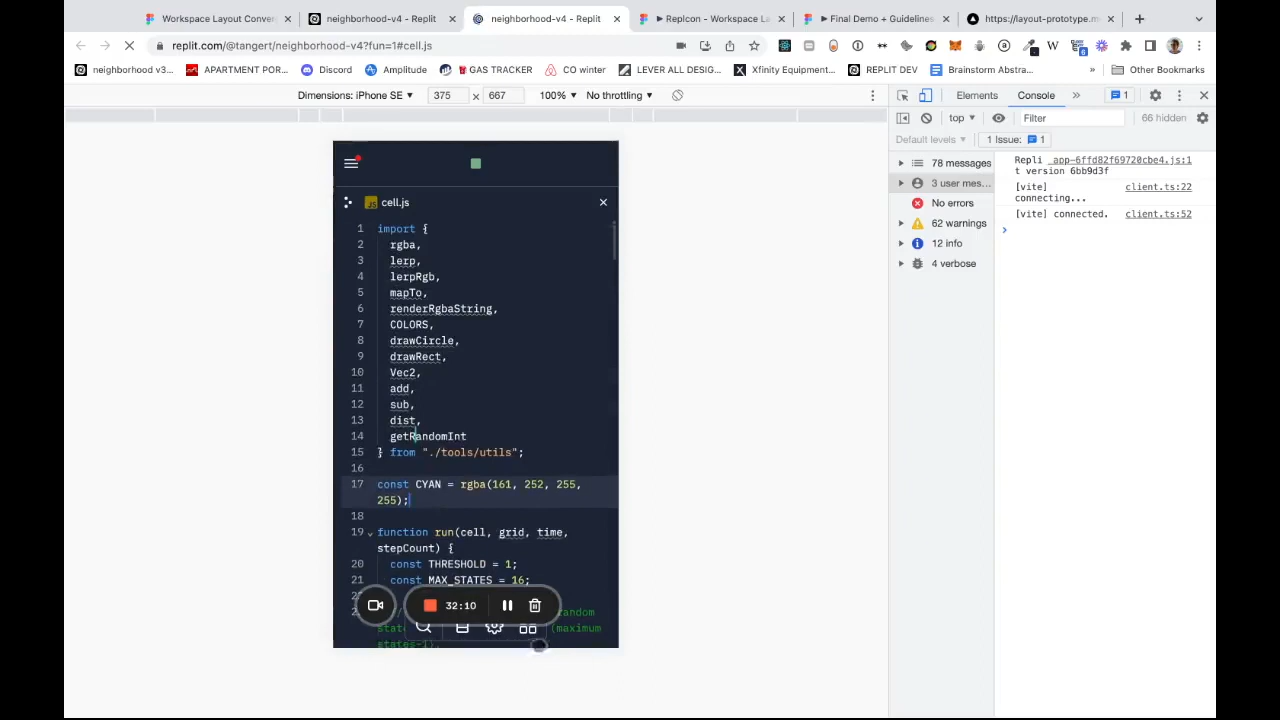 Workspace Layout Conver
neighborhood-v4 - Replit
neighborhood-v4 - Replit
RepIcon - Workspace La
Final Demo + Guidelines
https://layout-prototype.m
replit.com/@tangert/neighborhood-v4?fun=1#cell.js
neighborhood v3...
APARTMENT POR...
Discord
Amplitude
GAS TRACKER
CO winter
LEVER ALL DESIG...
Xfinity Equipment...
REPLIT DEV
Brainstorm Abstra...
»
Other Bookmarks
Dimensions: iPhone SE
375
x
667
100%
No throttling
Elements
Console
»
1
top
Filter
66 hidden
Default levels
1 Issue:
1
78 messages
3 user mes...
No errors
62 warnings
12 info
4 verbose
Repli _app-6ffd82f69720cbe4.js:1
t version 6bb9d3f
[vite] client.ts:22
connecting...
[vite] connected. client.ts:52
cell.js
1 import {
2 rgba,
3 lerp,
4 lerpRgb,
5 mapTo,
6 renderRgbaString,
7 COLORS,
8 drawCircle,
9 drawRect,
10 Vec2,
11 add,
12 sub,
13 dist,
14 getRandomInt
15 } from "./tools/utils";
16
17 const CYAN = rgba(161, 252, 255,
255);
18
19 function run(cell, grid, time,
stepCount) {
20 const THRESHOLD = 1;
21 const MAX_STATES = 16;
random
(maximum
states-1).
32:10